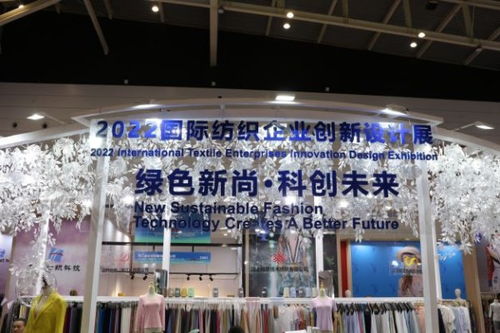 2022国际纺织企业创新设计展
2022 International Textile Enterprises Innovation Design Exhibition
绿色新尚·科创未来
New Sustainable Fashion
Technology Creates A Better Future